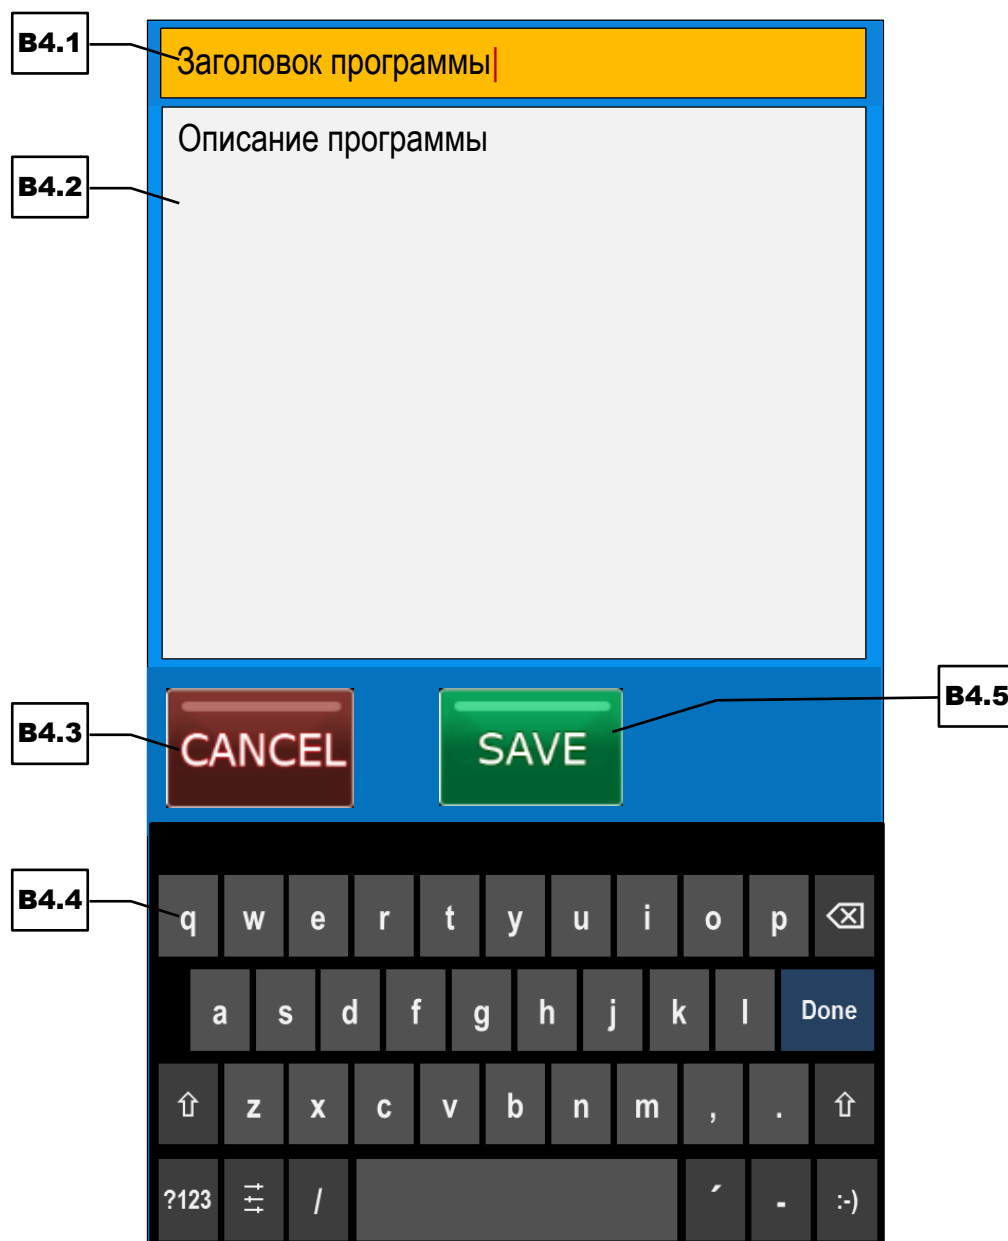 B4.1
Заголовок программы
Описание программы
B4.2
B4.5
B4.3
CANCEL
SAVE
B4.4
q w e r t y u i o p
a s d f g h j k l Done
z x c v b n m , .
?123 / ´ - :-)